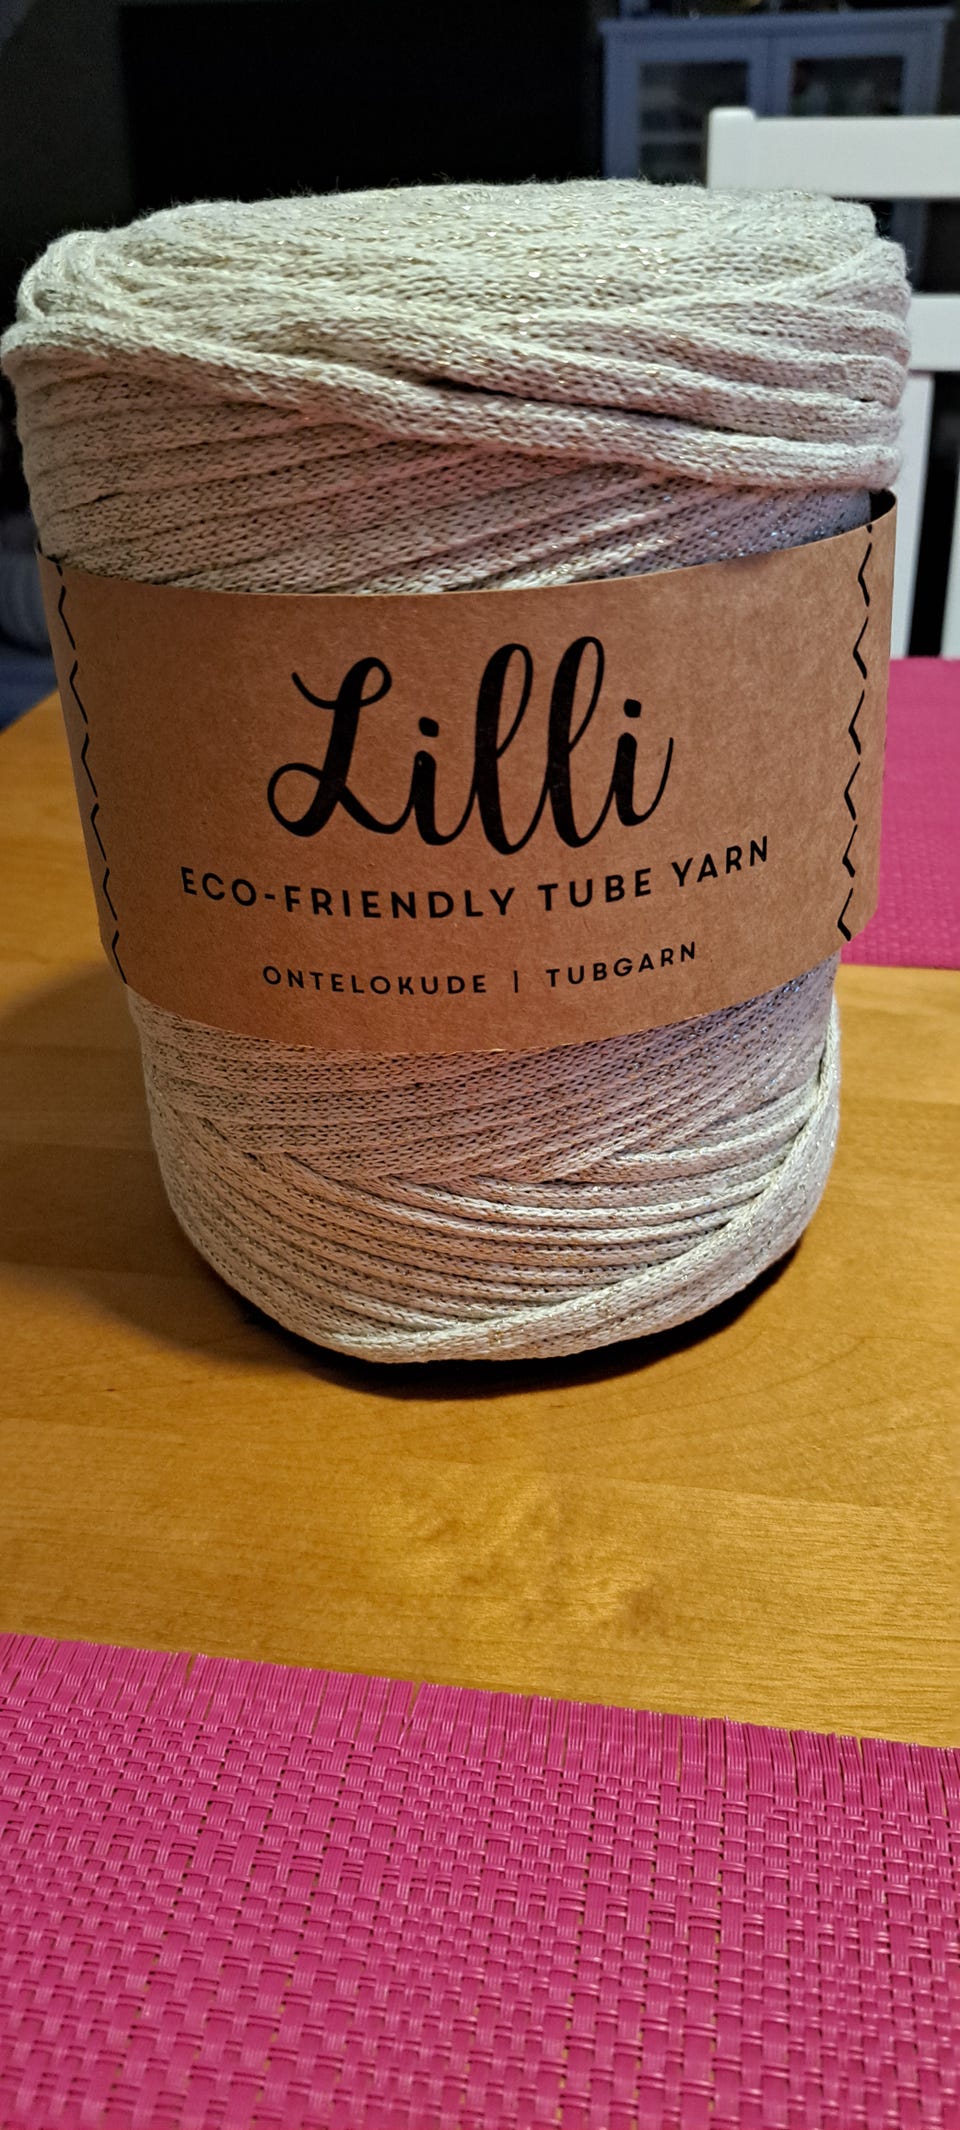 Lilli
ECO-FRIENDLY TUBE YARN
ONTELOKUDE | TUBGARN